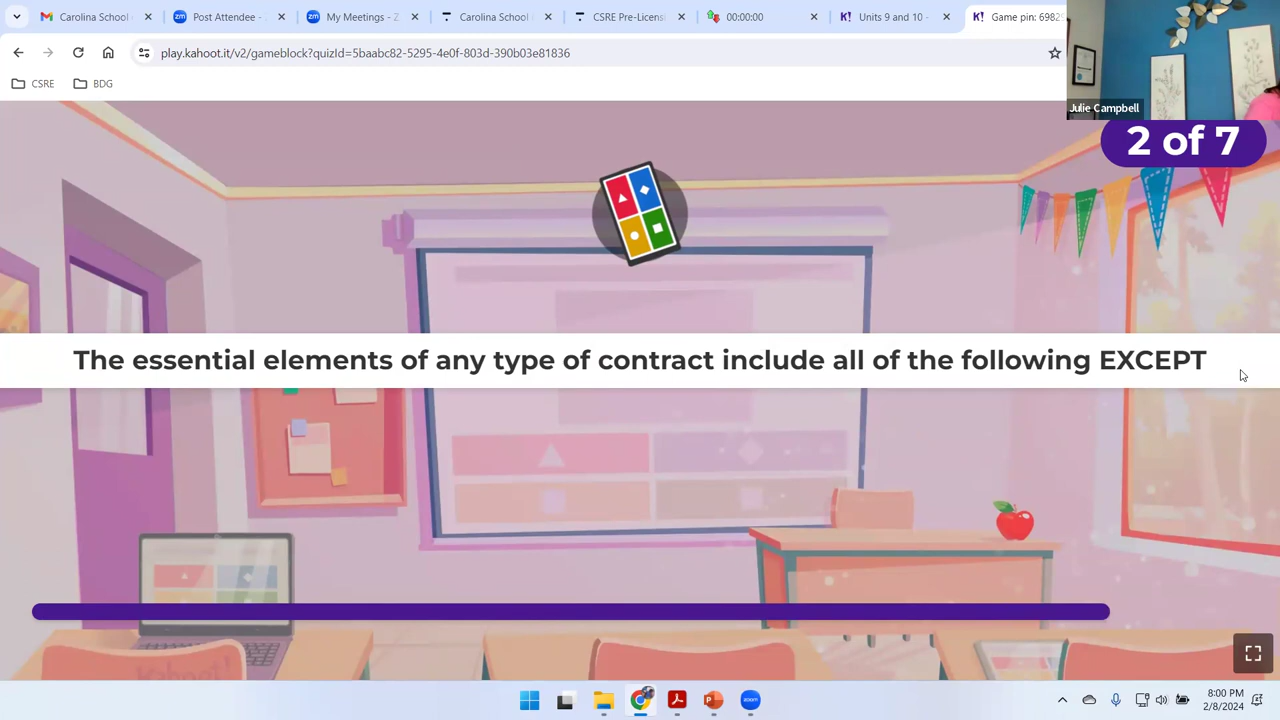 Carolina School
Post Attendee -
My Meetings - Z
Carolina School
CSRE Pre-Licens
00:00:00
Units 9 and 10 -
Game pin: 6982
play.kahoot.it/v2/gameblock?quizId=5baabc82-5295-4e0f-803d-390b03e81836
CSRE
BDG
Julie Campbell
2 of 7
The essential elements of any type of contract include all of the following EXCEPT
Kahoot!
8:00 PM
2/8/2024